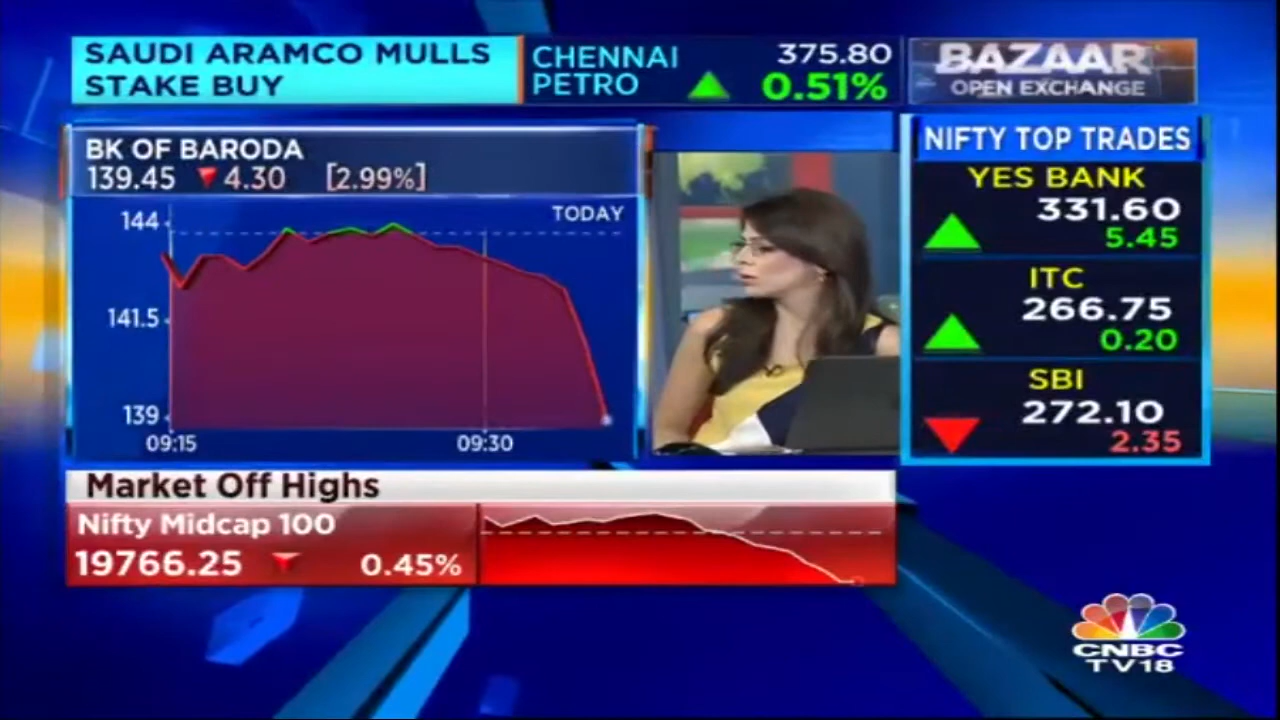 SAUDI ARAMCO MULLS
STAKE BUY
CHENNAI
PETRO
375.80
0.51%
BAZAAR
OPEN EXCHANGE
BK OF BARODA
139.45 4.30 [2.99%]
TODAY
144
141.5
139
09:15
09:30
NIFTY TOP TRADES
YES BANK
331.60
5.45
ITC
266.75
0.20
SBI
272.10
2.35
Market Off Highs
Nifty Midcap 100
19766.25 0.45%
CNBC
TV18